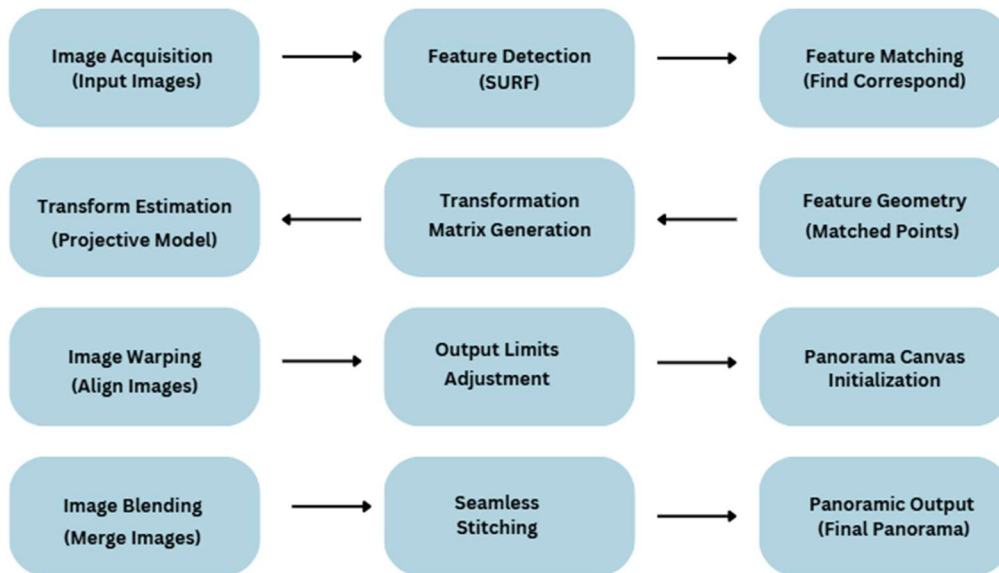 Image Acquisition
(Input Images)
Feature Detection
(SURF)
Feature Matching
(Find Correspond)
Transform Estimation
(Projective Model)
Transformation
Matrix Generation
Feature Geometry
(Matched Points)
Image Warping
(Align Images)
Output Limits
Adjustment
Panorama Canvas
Initialization
Image Blending
(Merge Images)
Seamless
Stitching
Panoramic Output
(Final Panorama)